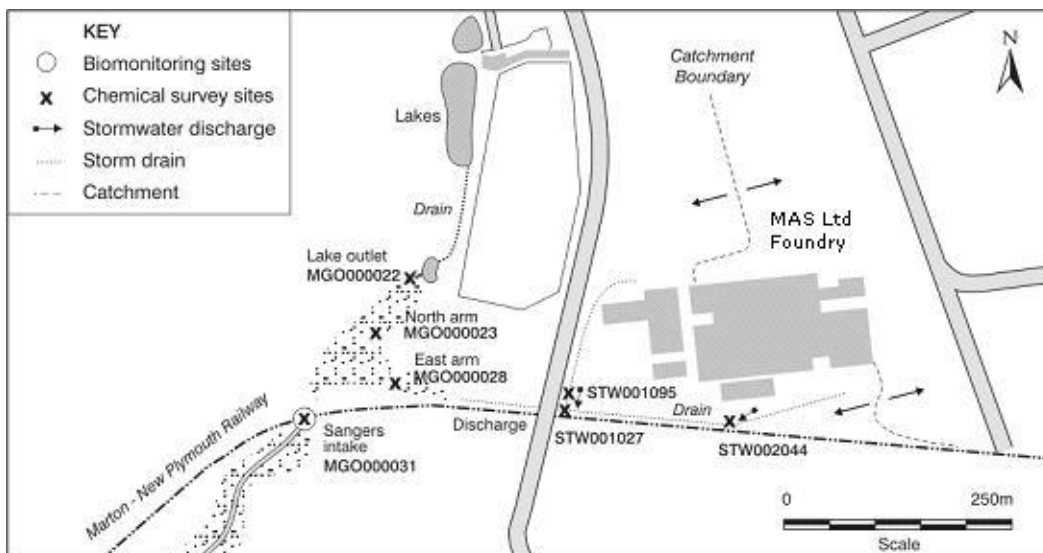 KEY
Biomonitoring sites
x Chemical survey sites
Stormwater discharge
Storm drain
Catchment
N
Catchment
Boundary
Lakes
Drain
MAS Ltd
Foundry
Lake outlet
MGO000022
x
x
North arm
MGO000023
x
East arm
MGO000028
x
STW001095
x
Sangers
intake
MGO000031
Discharge
x
STW001027
Drain
x
STW002044
Marton - New Plymouth Railway
0 250m
Scale